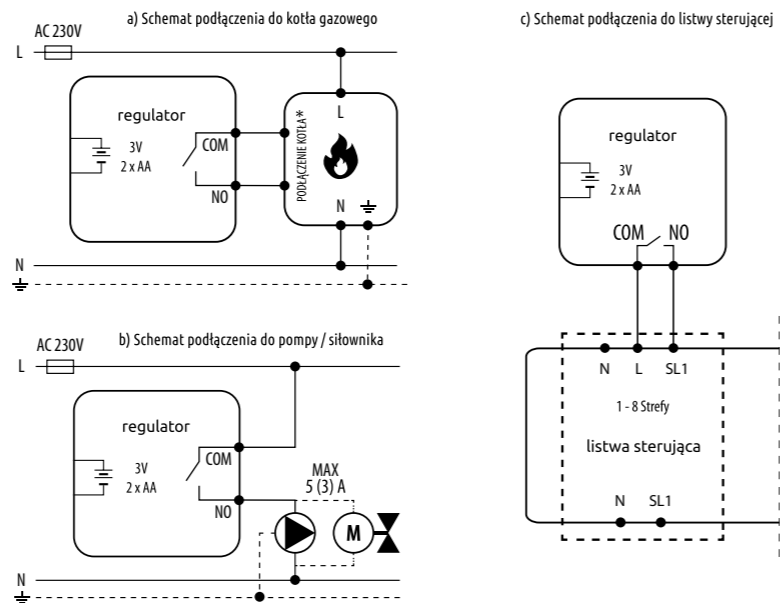 a) Schemat podłączenia do kotła gazowego
AC 230V
L
regulator
3V
2 x AA
COM
NO
PODŁĄCZENIE KOTŁA*
L
N
N
b) Schemat podłączenia do pompy / siłownika
AC 230V
L
regulator
3V
2 x AA
COM
NO
MAX
5 (3) A
M
N
c) Schemat podłączenia do listwy sterującej
regulator
3V
2 x AA
COM NO
N L SL1
1 - 8 Strefy
listwa sterująca
N SL1